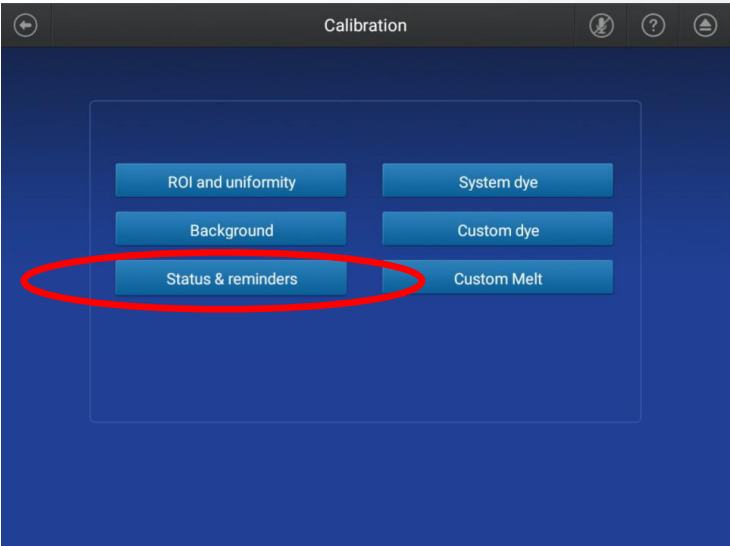 Calibration
?
ROI and uniformity
System dye
Background
Custom dye
Status & reminders
Custom Melt